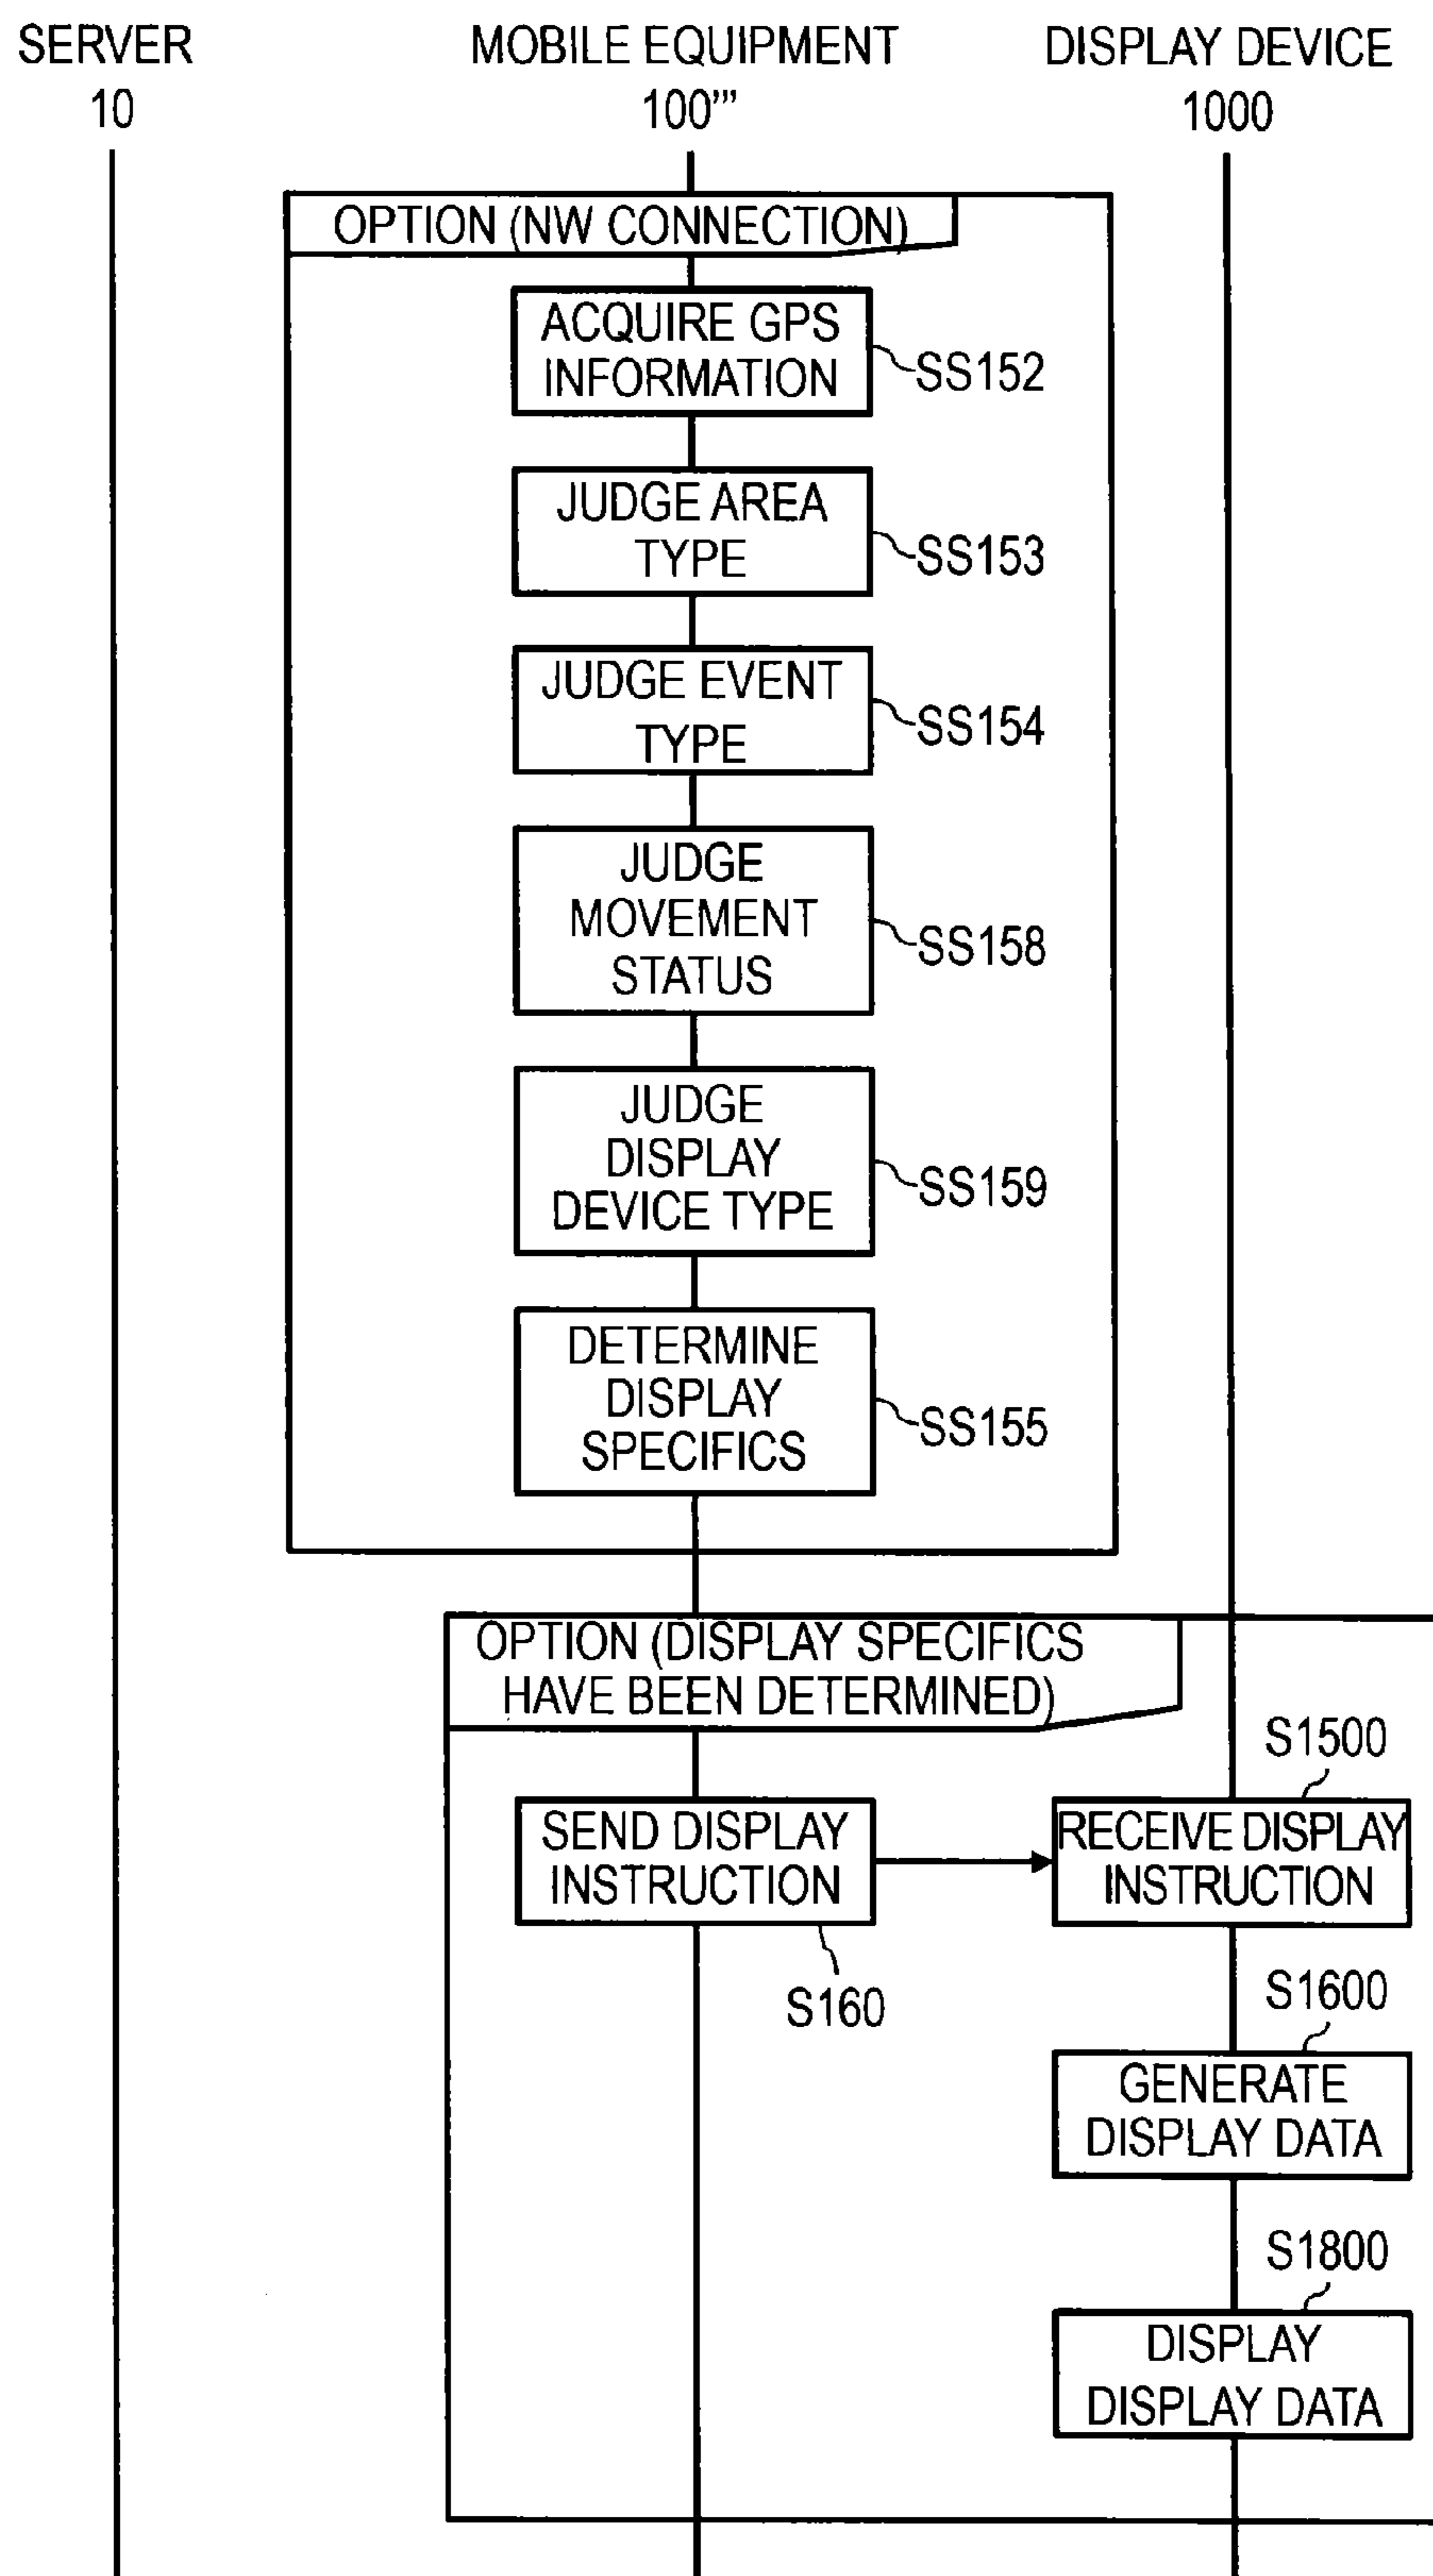 SERVER
10
MOBILE EQUIPMENT
100'''
DISPLAY DEVICE
1000
OPTION (NW CONNECTION)
ACQUIRE GPS
INFORMATION
SS152
JUDGE AREA
TYPE
SS153
JUDGE EVENT
TYPE
SS154
JUDGE
MOVEMENT
STATUS
SS158
JUDGE
DISPLAY
DEVICE TYPE
SS159
DETERMINE
DISPLAY
SPECIFICS
SS155
OPTION (DISPLAY SPECIFICS
HAVE BEEN DETERMINED)
SEND DISPLAY
INSTRUCTION
S160
S1500
RECEIVE DISPLAY
INSTRUCTION
S1600
GENERATE
DISPLAY DATA
S1800
DISPLAY
DISPLAY DATA